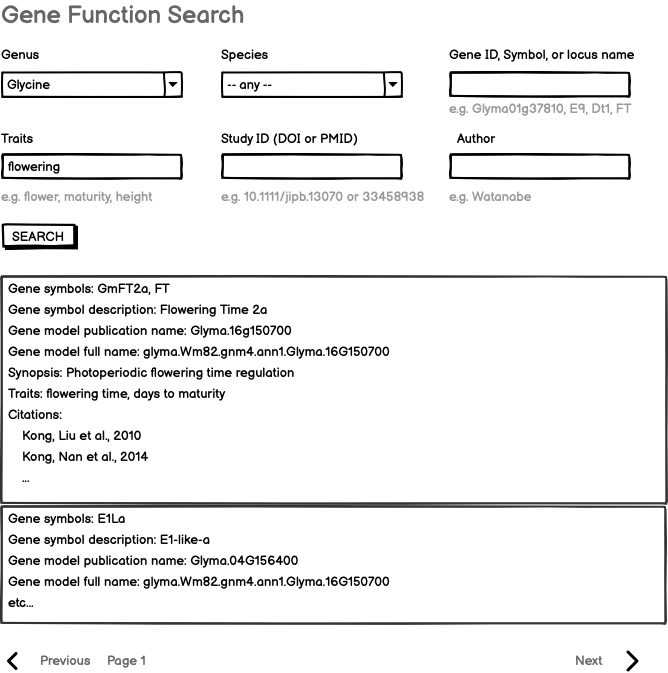 Gene Function Search
Genus Species Gene ID, Symbol, or locus name
Glycine -- any --
e.g. Glyma01g37810, E9, Dt1, FT
Traits Study ID (DOI or PMID) Author
flowering
e.g. flower, maturity, height e.g. 10.1111/jipb.13070 or 33458938 e.g. Watanabe
SEARCH
Gene symbols: GmFT2a, FT
Gene symbol description: Flowering Time 2a
Gene model publication name: Glyma.16g150700
Gene model full name: glyma.Wm82.gnm4.ann1.Glyma.16G150700
Synopsis: Photoperiodic flowering time regulation
Traits: flowering time, days to maturity
Citations:
Kong, Liu et al., 2010
Kong, Nan et al., 2014
...
Gene symbols: E1La
Gene symbol description: E1-like-a
Gene model publication name: Glyma.04G156400
Gene model full name: glyma.Wm82.gnm4.ann1.Glyma.16G150700
etc...
Previous Page 1 Next